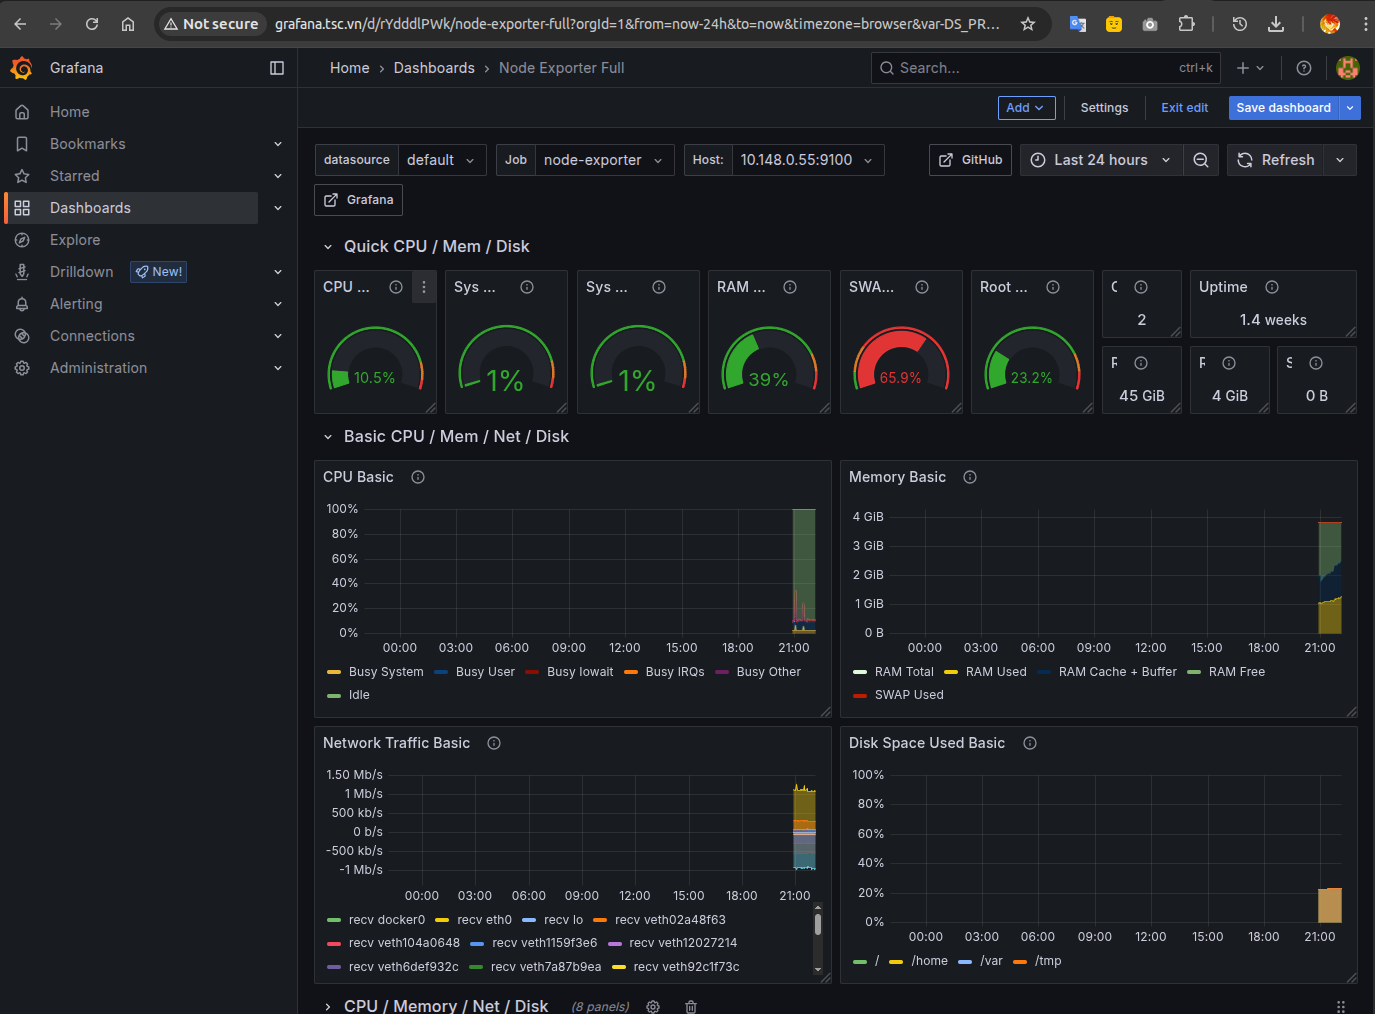 Not secure
grafana.tsc.vn/d/rYdddlPWk/node-exporter-full?orgId=1&from=now-24h&to=now&timezone=browser&var-DS_PR...
Grafana
Home › Dashboards › Node Exporter Full
Search...
ctrl+k
Add
Settings
Exit edit
Save dashboard
Home
Bookmarks
Starred
Dashboards
Explore
Drilldown
New!
Alerting
Connections
Administration
datasource
default
Job
node-exporter
Host:
10.148.0.55:9100
GitHub
Last 24 hours
Refresh
Grafana
Quick CPU / Mem / Disk
CPU ...
10.5%
Sys ...
1%
Sys ...
1%
RAM ...
39%
SWA...
65.9%
Root ...
23.2%
2
Uptime
1.4 weeks
45 GiB
4 GiB
0 B
Basic CPU / Mem / Net / Disk
CPU Basic
100%
80%
60%
40%
20%
0%
00:00 03:00 06:00 09:00 12:00 15:00 18:00 21:00
Busy System Busy User Busy Iowait Busy IRQs Busy Other
Idle
Memory Basic
4 GiB
3 GiB
2 GiB
1 GiB
0 B
00:00 03:00 06:00 09:00 12:00 15:00 18:00 21:00
RAM Total RAM Used RAM Cache + Buffer RAM Free
SWAP Used
Network Traffic Basic
1.50 Mb/s
1 Mb/s
500 kb/s
0 b/s
-500 kb/s
-1 Mb/s
00:00 03:00 06:00 09:00 12:00 15:00 18:00 21:00
recv docker0 recv eth0 recv lo recv veth02a48f63
recv veth104a0648 recv veth1159f3e6 recv veth12027214
recv veth6def932c recv veth7a87b9ea recv veth92c1f73c
Disk Space Used Basic
100%
80%
60%
40%
20%
0%
00:00 03:00 06:00 09:00 12:00 15:00 18:00 21:00
/ /home /var /tmp
CPU / Memory / Net / Disk
(8 panels)